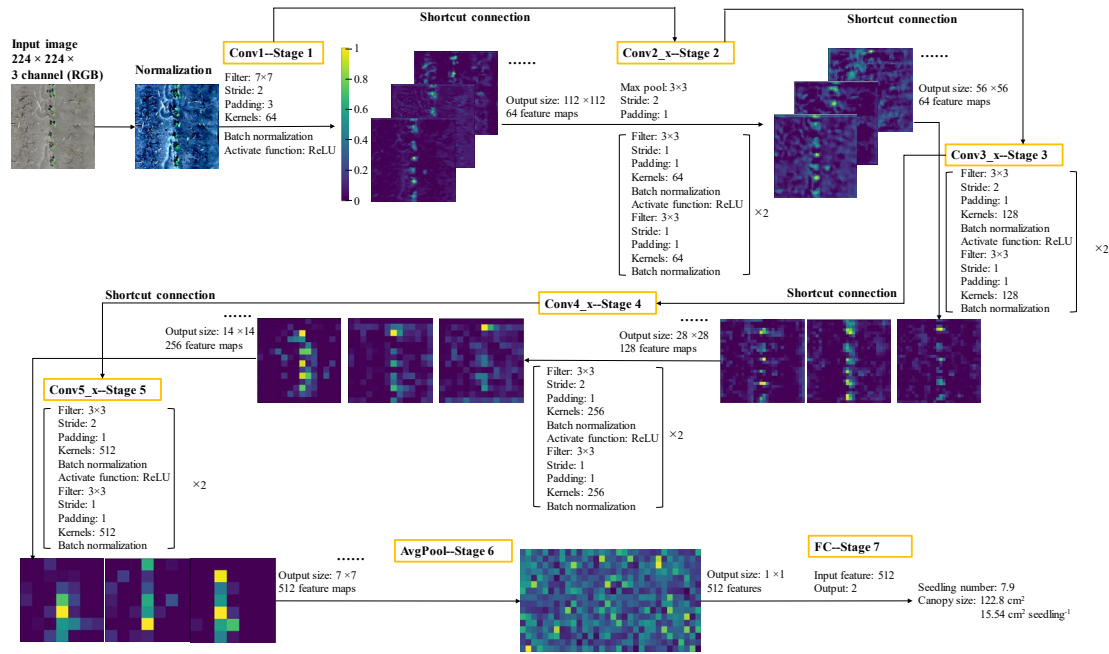 Input image
224 × 224 ×
3 channel (RGB)
Normalization
Shortcut connection
Conv1--Stage 1
Filter: 7×7
Stride: 2
Padding: 3
Kernels: 64
Batch normalization
Activate function: ReLU
1
0.8
0.6
0.4
0.2
0
......
Output size: 112 ×112
64 feature maps
Shortcut connection
Conv2_x--Stage 2
Max pool: 3×3
Stride: 2
Padding: 1
Filter: 3×3
Stride: 1
Padding: 1
Kernels: 64
Batch normalization
Activate function: ReLU
Filter: 3×3
Stride: 1
Padding: 1
Kernels: 64
Batch normalization
×2
......
Output size: 56 ×56
64 feature maps
Conv3_x--Stage 3
Filter: 3×3
Stride: 2
Padding: 1
Kernels: 128
Batch normalization
Activate function: ReLU
Filter: 3×3
Stride: 1
Padding: 1
Kernels: 128
Batch normalization
×2
Shortcut connection
......
Output size: 28 ×28
128 feature maps
Conv4_x--Stage 4
Filter: 3×3
Stride: 2
Padding: 1
Kernels: 256
Batch normalization
Activate function: ReLU
Filter: 3×3
Stride: 1
Padding: 1
Kernels: 256
Batch normalization
×2
Shortcut connection
......
Output size: 14 ×14
256 feature maps
Conv5_x--Stage 5
Filter: 3×3
Stride: 2
Padding: 1
Kernels: 512
Batch normalization
Activate function: ReLU
Filter: 3×3
Stride: 1
Padding: 1
Kernels: 512
Batch normalization
×2
......
Output size: 7 ×7
512 feature maps
AvgPool--Stage 6
Output size: 1 ×1
512 features
FC--Stage 7
Input feature: 512
Output: 2
Seedling number: 7.9
Canopy size: 122.8 cm²
15.54 cm² seedling⁻¹